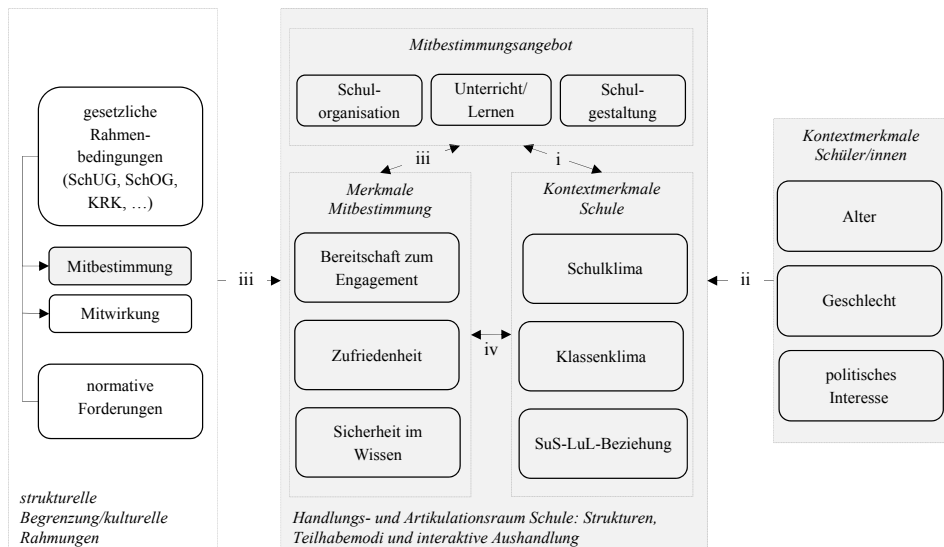 gesetzliche
Rahmen-
bedingungen
(SchUG, SchOG,
KRK, …)
Mitbestimmung
Mitwirkung
normative
Forderungen
strukturelle
Begrenzung/kulturelle
Rahmungen
iii
Mitbestimmungsangebot
Schul-
organisation
Unterricht/
Lernen
Schul-
gestaltung
iii
i
Merkmale
Mitbestimmung
Bereitschaft zum
Engagement
Zufriedenheit
Sicherheit im
Wissen
iv
Kontextmerkmale
Schule
Schulklima
Klassenklima
SuS-LuL-Beziehung
Handlungs- und Artikulationsraum Schule: Strukturen,
Teilhabemodi und interaktive Aushandlung
ii
Kontextmerkmale
Schüler/innen
Alter
Geschlecht
politisches
Interesse